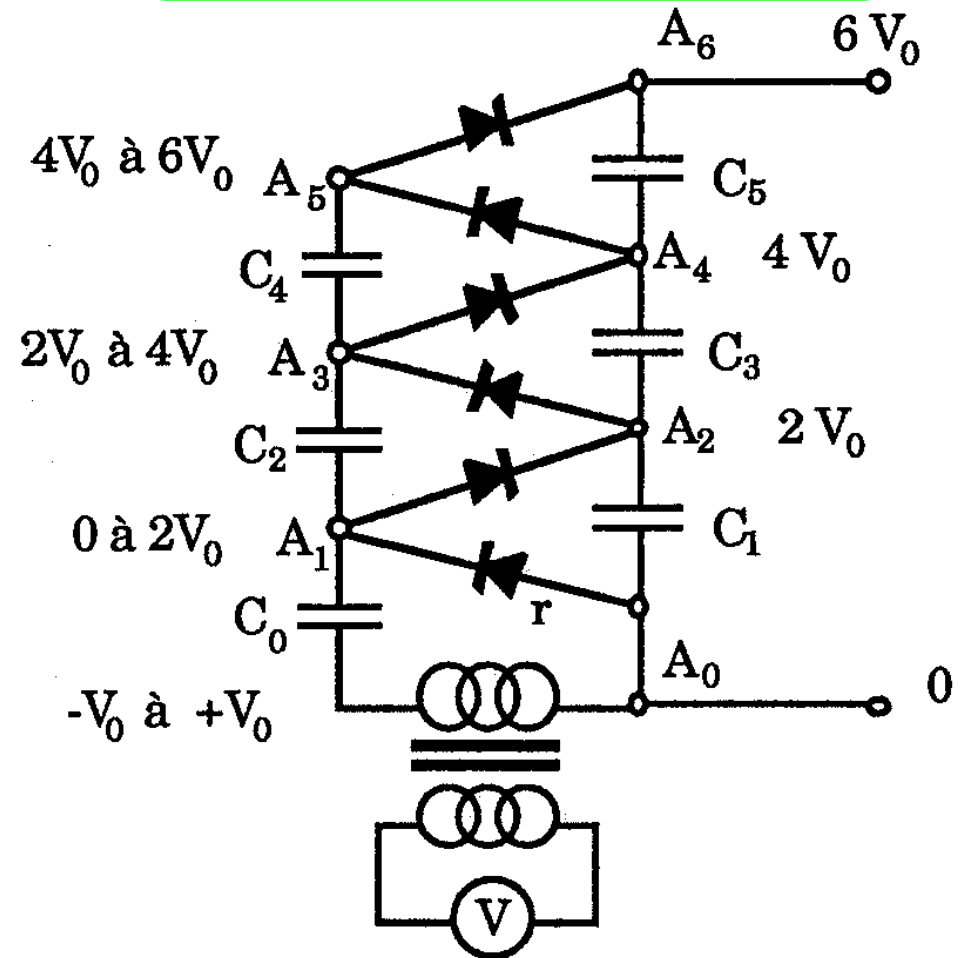 A₆ 6 V₀
4V₀ à 6V₀ A₅ C₅
C₄ A₄ 4 V₀
2V₀ à 4V₀ A₃ C₃
C₂ A₂ 2 V₀
0 à 2V₀ A₁ C₁
C₀ r
A₀ 0
-V₀ à +V₀
V